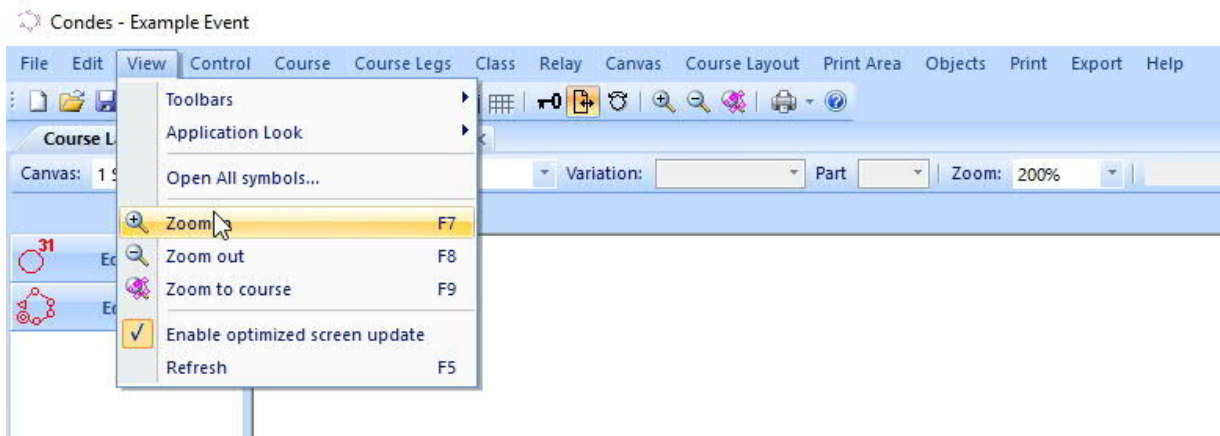 Condes - Example Event
File Edit View Control Course Course Legs Class Relay Canvas Course Layout Print Area Objects Print Export Help
Toolbars
Application Look
Course L
Canvas: 1 Variation: Part Zoom: 200%
Open All symbols...
Zoom F7
31
Zoom out F8
Zoom to course F9
Enable optimized screen update
Refresh F5